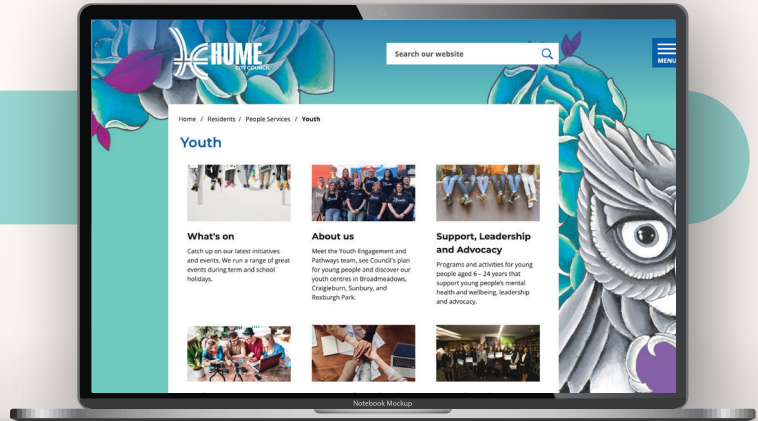 HUME
CITY COUNCIL
Search our website
MENU
Home / Residents / People Services / Youth
Youth
What's on
Catch up on our latest initiatives
and events. We run a range of great
events during term and school
holidays.
About us
Meet the Youth Engagement and
Pathways team, see Council's plan
for young people and discover our
youth centres in Broadmeadows,
Craigieburn, Sunbury, and
Roxburgh Park.
Support, Leadership
and Advocacy
Programs and activities for young
people aged 6 – 24 years that
support young people's mental
health and wellbeing, leadership
and advocacy.
Notebook Mockup